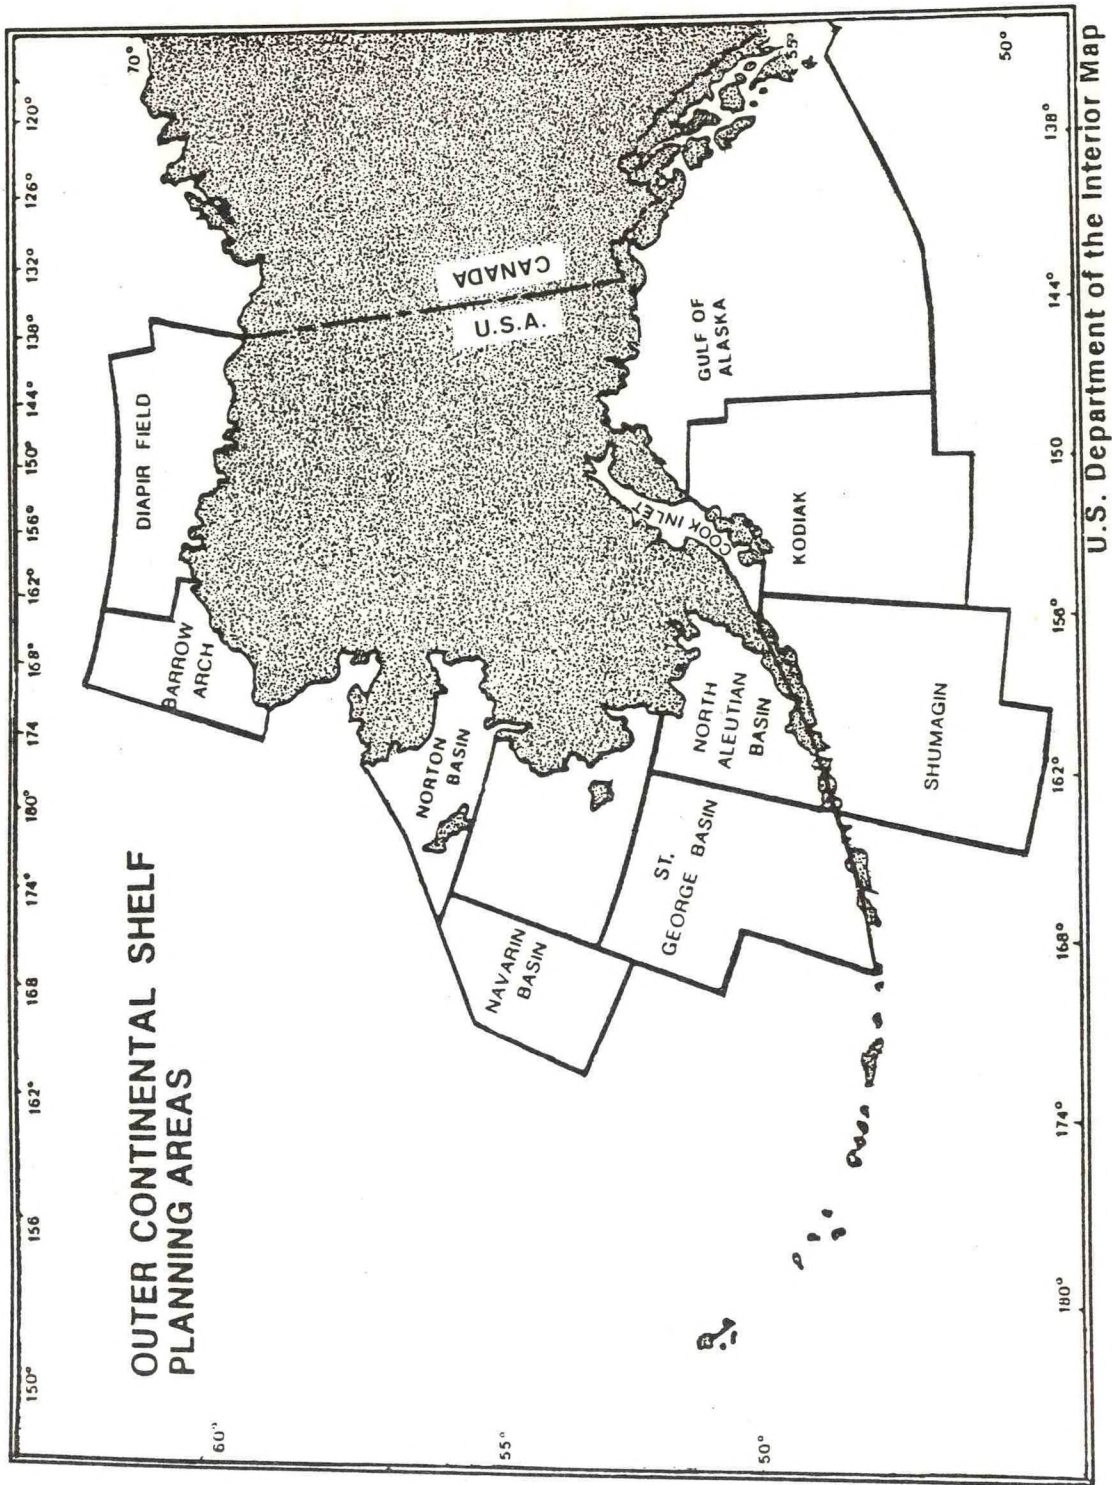 OUTER CONTINENTAL SHELF
PLANNING AREAS
150°
156
162°
168
174°
180°
174
168°
162°
156°
150°
144°
138°
132°
126°
120°
70°
60°
55°
50°
180°
174°
168°
162°
156°
150
144°
138°
50°
55°
BARROW
ARCH
DIAPIR FIELD
U.S.A.
CANADA
NORTON
BASIN
NAVARIN
BASIN
ST.
GEORGE BASIN
NORTH
ALEUTIAN
BASIN
COOK INLET
GULF OF
ALASKA
KODIAK
SHUMAGIN
U.S. Department of the Interior Map